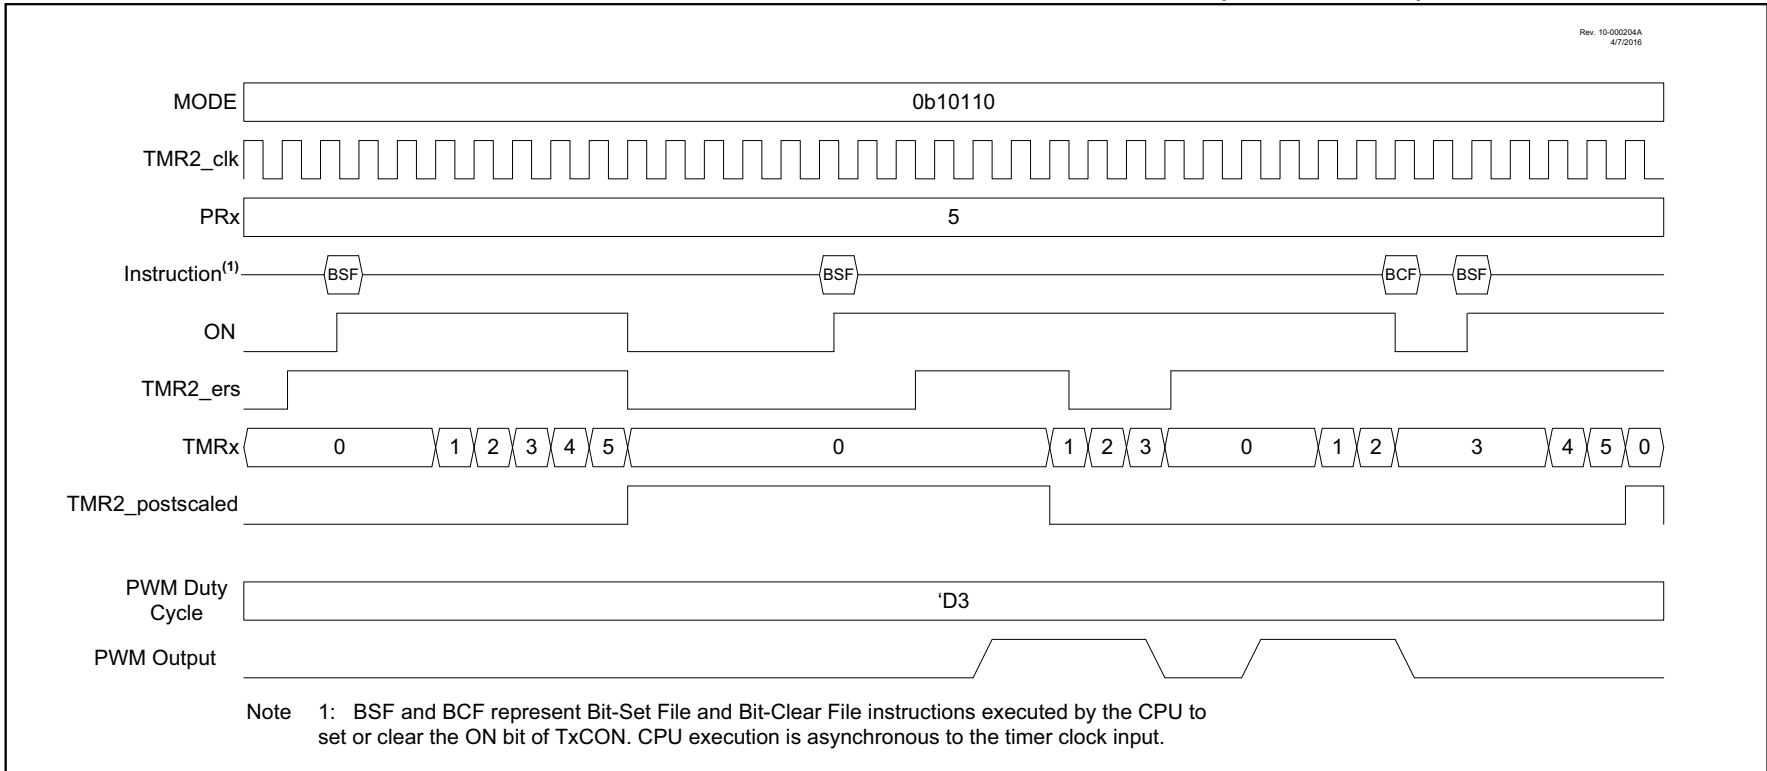 Rev. 10-000204A
4/7/2016
MODE 0b10110
TMR2_clk
PRx 5
Instruction(1) BSF BSF BCF BSF
ON
TMR2_ers
TMRx 0 1 2 3 4 5 0 1 2 3 0 1 2 3 4 5 0
TMR2_postscaled
PWM Duty
Cycle
‘D3
PWM Output
Note 1: BSF and BCF represent Bit-Set File and Bit-Clear File instructions executed by the CPU to
set or clear the ON bit of TxCON. CPU execution is asynchronous to the timer clock input.